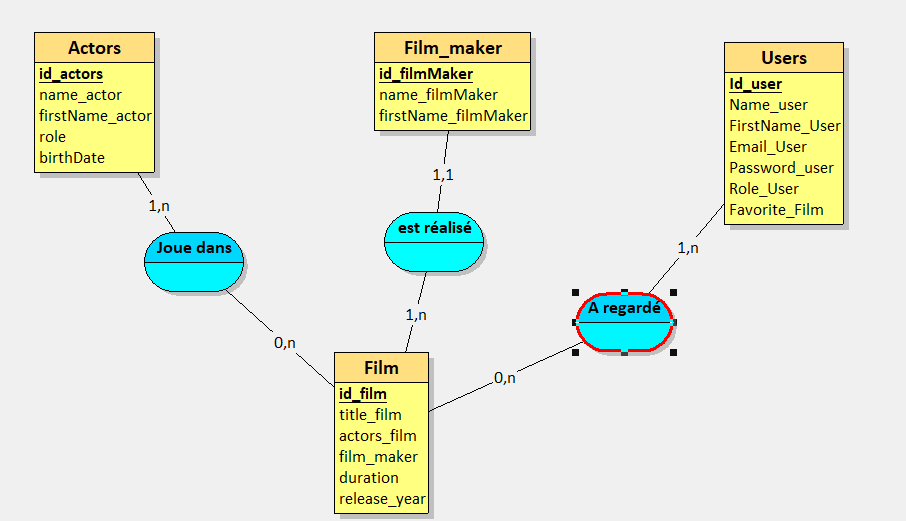 Actors
id_actors
name_actor
firstName_actor
role
birthDate
Film_maker
id_filmMaker
name_filmMaker
firstName_filmMaker
Users
Id_user
Name_user
FirstName_User
Email_User
Password_user
Role_User
Favorite_Film
1,n
Joue dans
0,n
1,1
est réalisé
1,n
1,n
A regardé
0,n
Film
id_film
title_film
actors_film
film_maker
duration
release_year